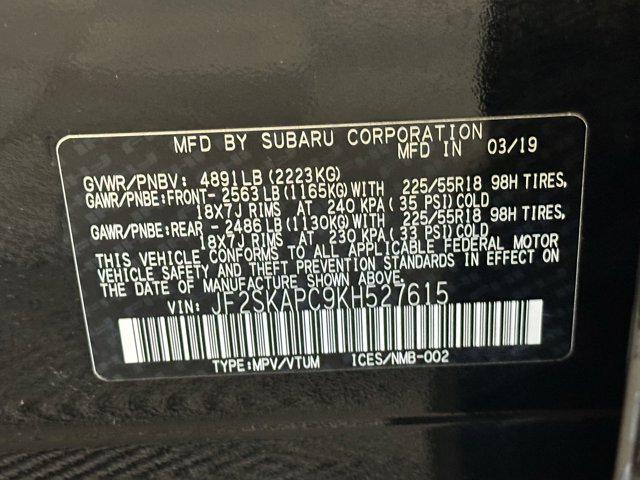 MFD BY SUBARU CORPORATION
MFD IN 03/19
GVWR/PNBV: 4891LB (2223KG)
GAWR/PNBE:FRONT- 2563LB(1165KG)WITH 225/55R18 98H TIRES,
18X7J RIMS AT 240 KPA( 35 PSI)COLD
GAWR/PNBE:REAR - 2486LB(1130KG)WITH 225/55R18 98H TIRES,
18X7J RIMS AT 230 KPA( 33 PSI)COLD
THIS VEHICLE CONFORMS TO ALL APPLICABLE FEDERAL MOTOR
VEHICLE SAFETY AND THEFT PREVENTION STANDARDS IN EFFECT ON
THE DATE OF MANUFACTURE SHOWN ABOVE.
VIN: JF2SKAPC9KH527615
TYPE:MPV/VTUM ICES/NMB-002